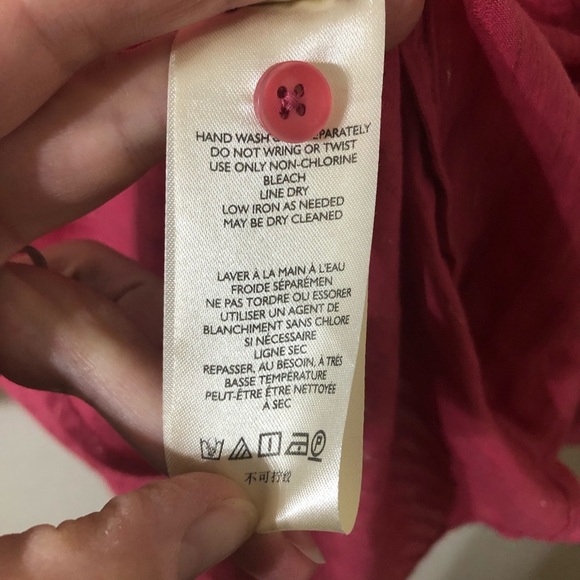 HAND WASH SEPARATELY
DO NOT WRING OR TWIST
USE ONLY NON-CHLORINE
BLEACH
LINE DRY
LOW IRON AS NEEDED
MAY BE DRY CLEANED
LAVER À LA MAIN À L'EAU
FROIDE SÉPARÉMEN
NE PAS TORDRE OU ESSORER
UTILISER UN AGENT DE
BLANCHIMENT SANS CHLORE
SI NÉCESSAIRE
LIGNE SEC
REPASSER, AU BESOIN, À TRÉS
BASSE TEMPÉRATURE
PEUT-ÊTRE ÊTRE NETTOYÉE
À SEC
P
不可拧绞